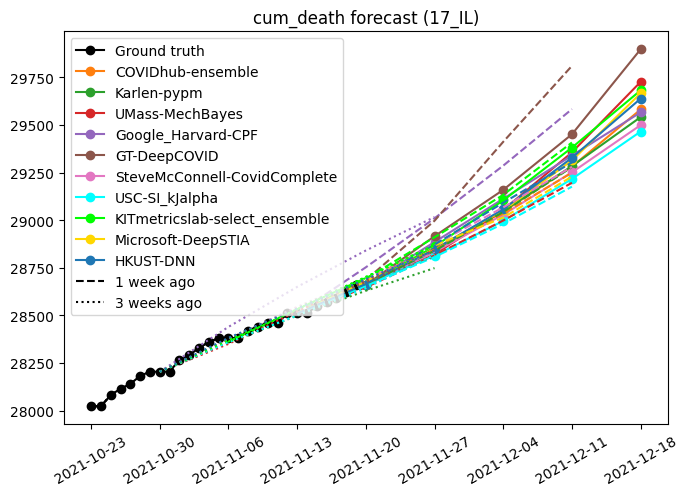 cum_death forecast (17_IL)
Ground truth
COVIDhub-ensemble
Karlen-pypm
UMass-MechBayes
Google_Harvard-CPF
GT-DeepCOVID
SteveMcConnell-CovidComplete
USC-SI_kJalpha
KITmetricslab-select_ensemble
Microsoft-DeepSTIA
HKUST-DNN
1 week ago
3 weeks ago
29750
29500
29250
29000
28750
28500
28250
28000
2021-10-23
2021-10-30
2021-11-06
2021-11-13
2021-11-20
2021-11-27
2021-12-04
2021-12-11
2021-12-18